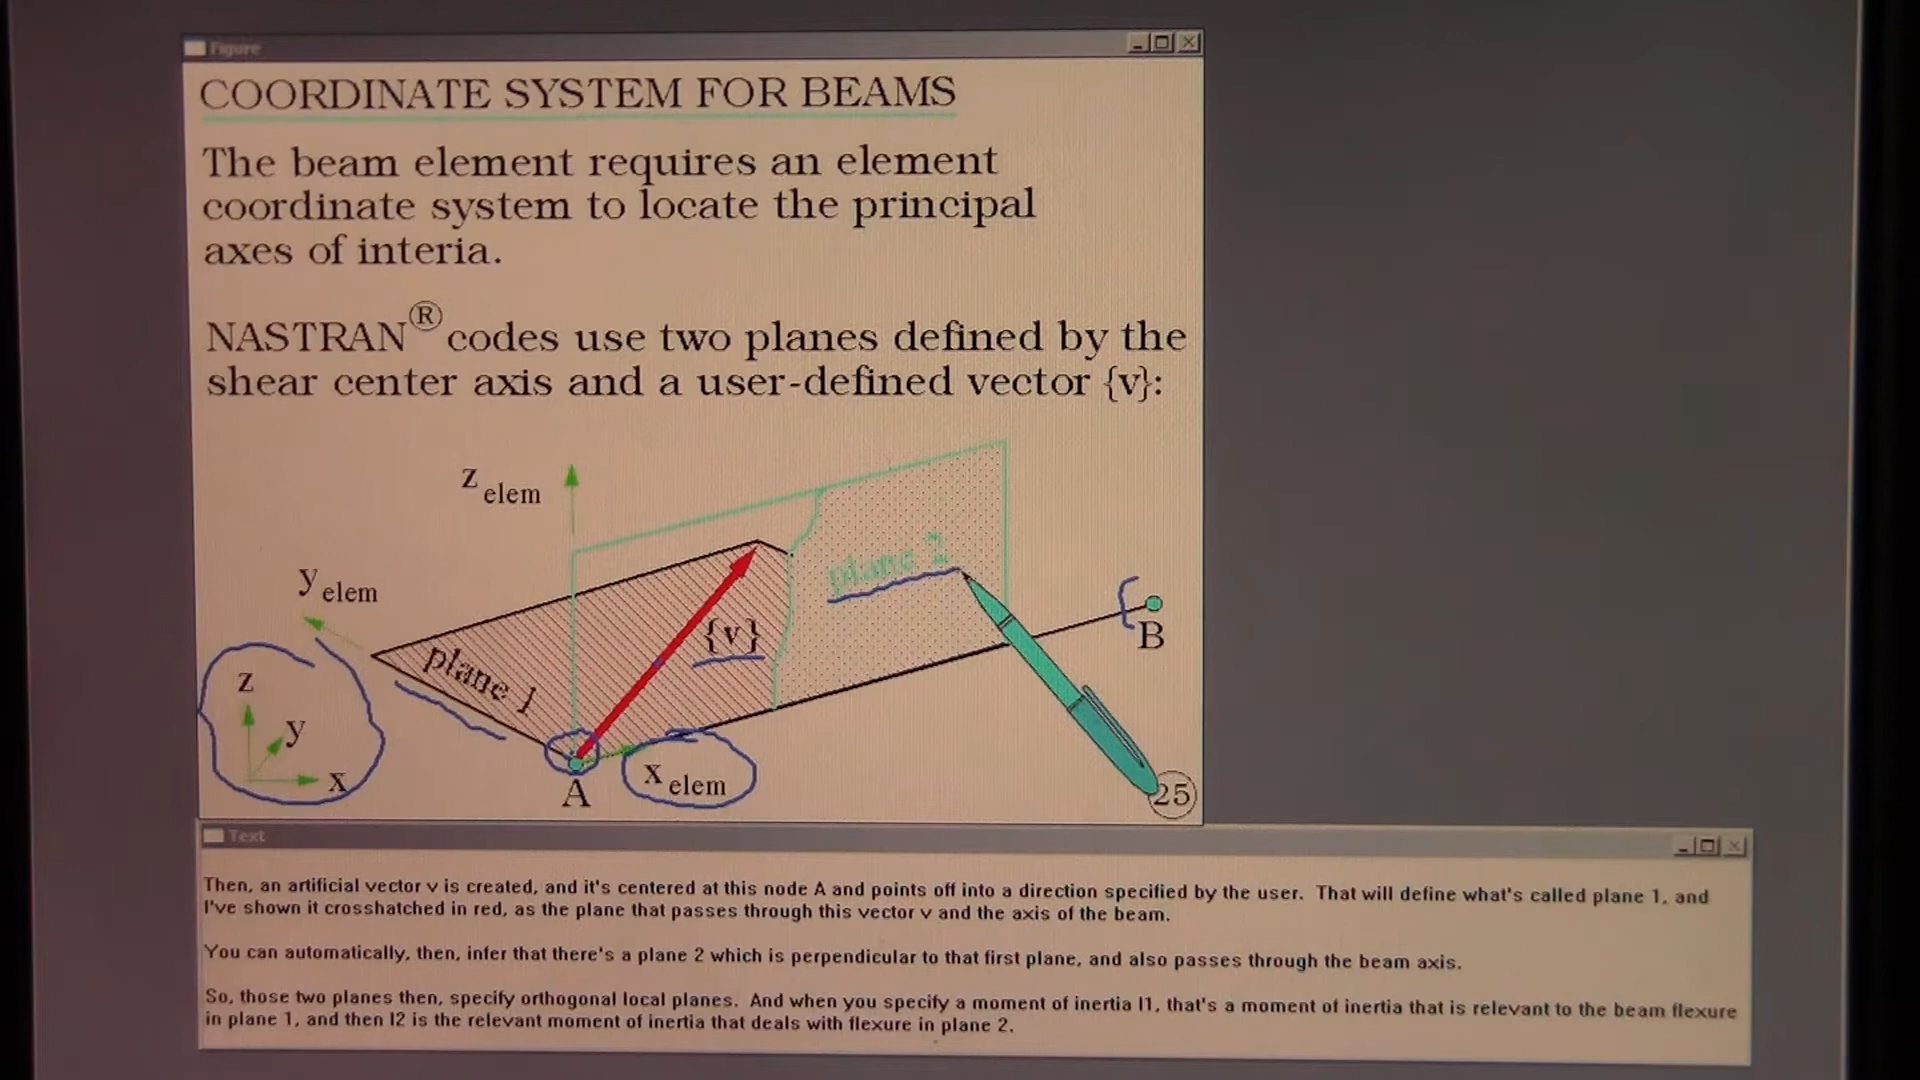 Figure
COORDINATE SYSTEM FOR BEAMS
The beam element requires an element
coordinate system to locate the principal
axes of interia.
NASTRAN® codes use two planes defined by the
shear center axis and a user-defined vector {v}:
z elem
y elem
plane 2
{v}
plane 1
B
z
y
x
x elem
A
25
Text
Then, an artificial vector v is created, and it's centered at this node A and points off into a direction specified by the user. That will define what's called plane 1, and
I've shown it crosshatched in red, as the plane that passes through this vector v and the axis of the beam.
You can automatically, then, infer that there's a plane 2 which is perpendicular to that first plane, and also passes through the beam axis.
So, those two planes then, specify orthogonal local planes. And when you specify a moment of inertia I1, that's a moment of inertia that is relevant to the beam flexure
in plane 1, and then I2 is the relevant moment of inertia that deals with flexure in plane 2.